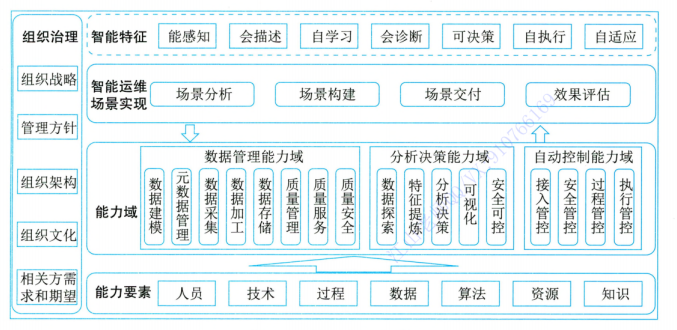 组织治理
组织战略
管理方针
组织架构
组织文化
相关方需
求和期望
智能特征
能感知
会描述
自学习
会诊断
可决策
自执行
自适应
智能运维
场景实现
场景分析
场景构建
场景交付
效果评估
能力域
数据管理能力域
数据建模
元数据管理
数据采集
数据加工
数据存储
质量管理
质量服务
质量安全
分析决策能力域
数据探索
特征提炼
分析决策
可视化
安全可控
自动控制能力域
接入管控
安全管控
过程管控
执行管控
能力要素
人员
技术
过程
数据
算法
资源
知识